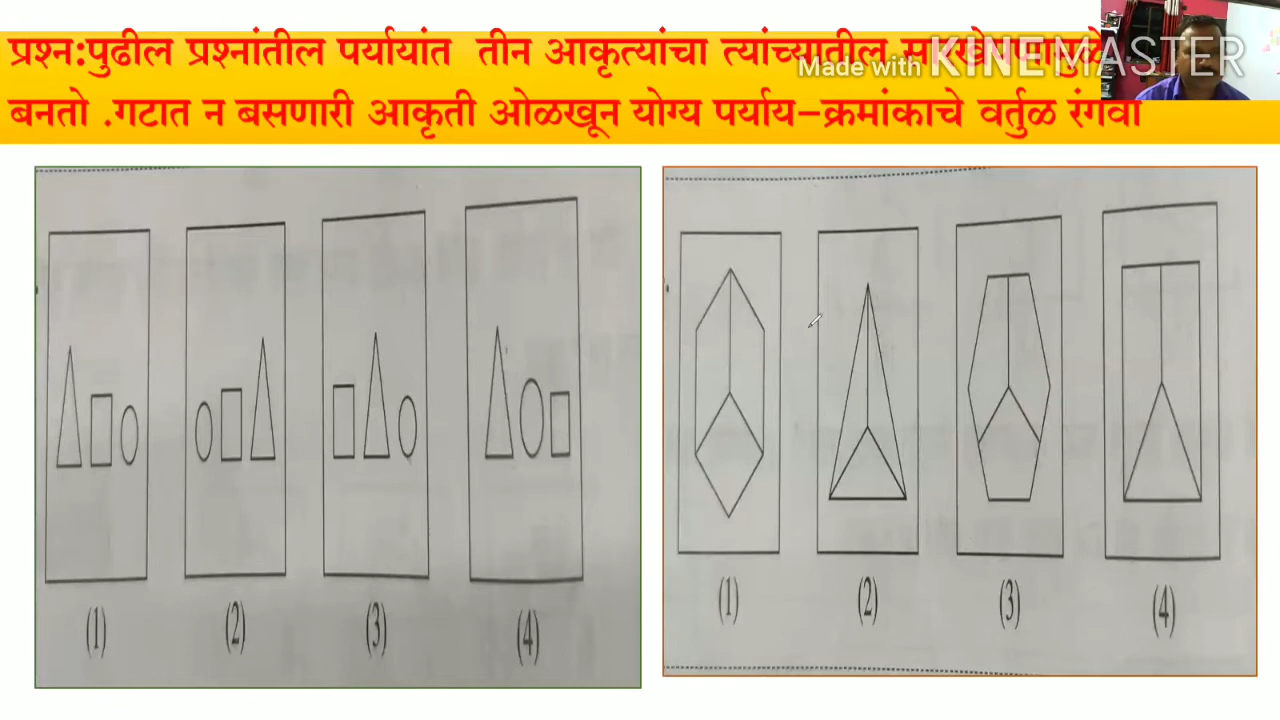 प्रश्न:पुढील प्रश्नांतील पर्यायांत तीन आकृत्यांचा त्यांच्यातील
Made with KINEMASTER
बनतो .गटात न बसणारी आकृती ओळखून योग्य पर्याय-क्रमांकाचे वर्तुळ रंगवा
(1) (2) (3) (4)
(1) (2) (3) (4)